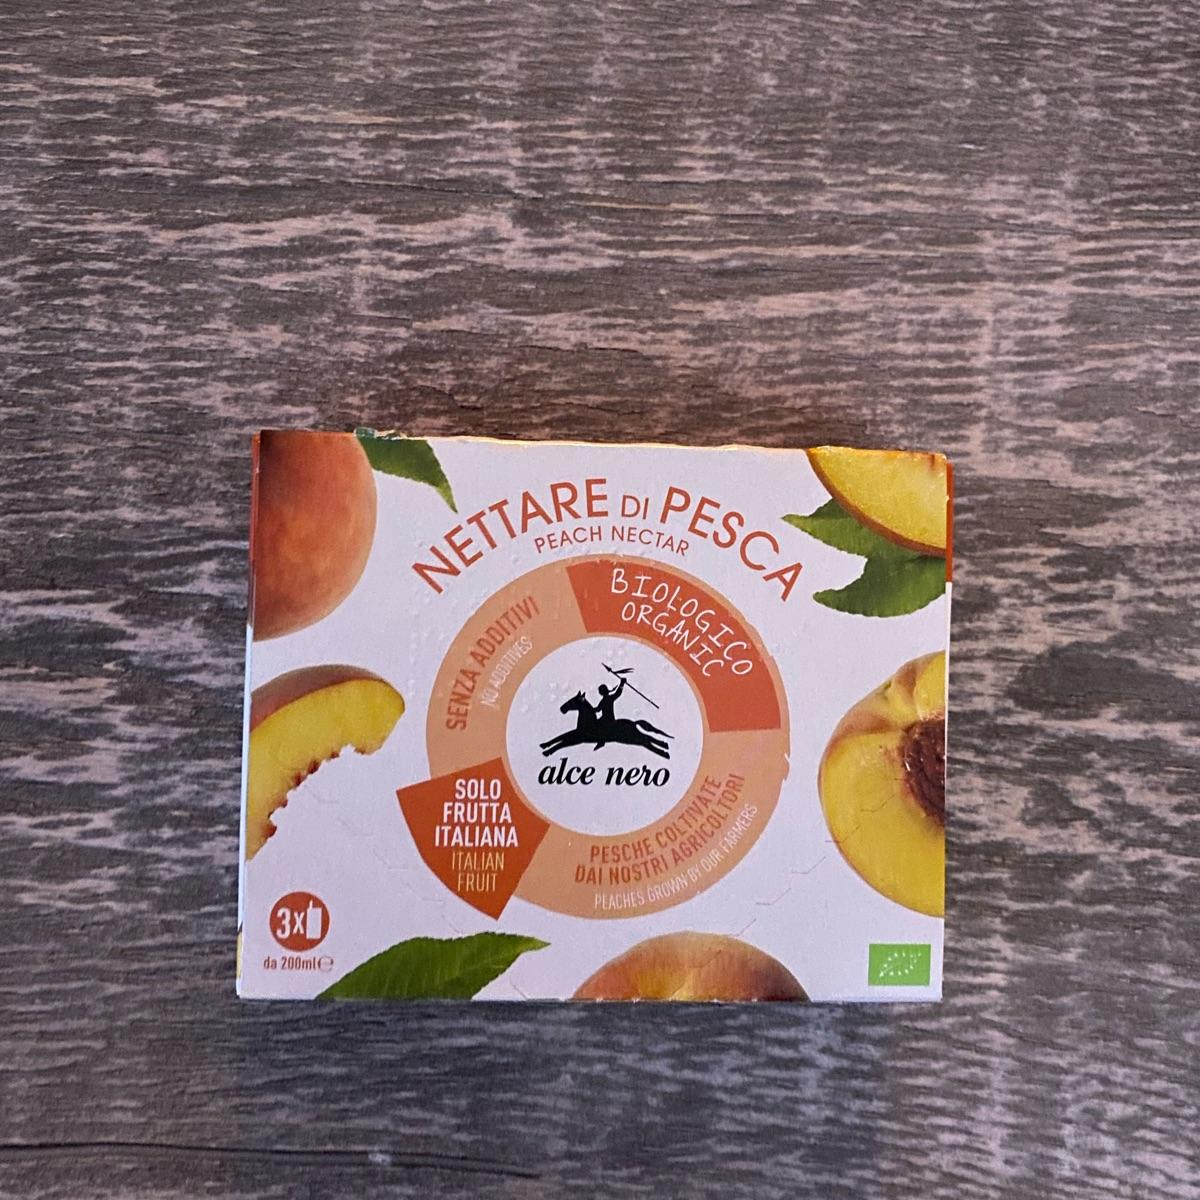 NETTARE DI PESCA
PEACH NECTAR
BIOLOGICO
ORGANIC
SENZA ADDITIVI
NO ADDITIVES
alce nero
SOLO
FRUTTA
ITALIANA
ITALIAN
FRUIT
PESCHE COLTIVATE
DAI NOSTRI AGRICOLTORI
PEACHES GROWN BY OUR FARMERS
3x
da 200ml℮